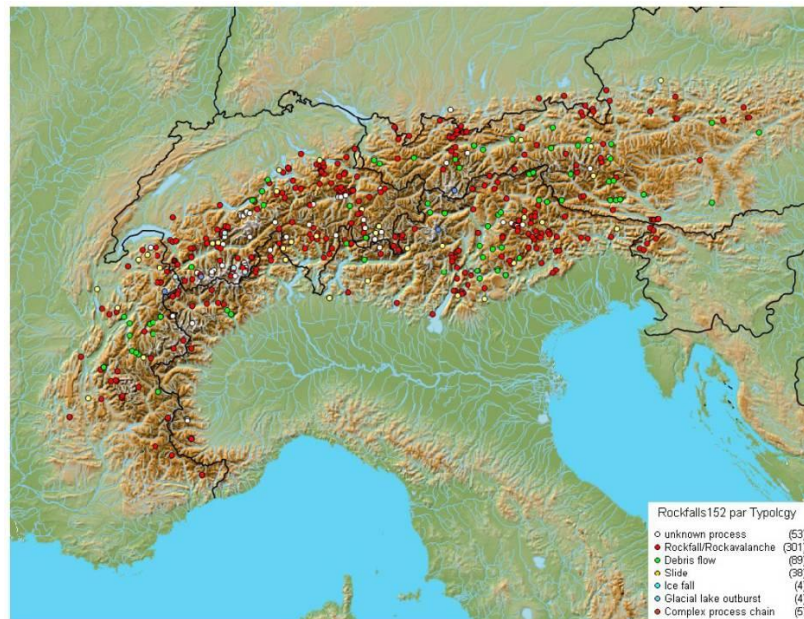 Rockfalls152 par Typology
unknown process (53)
Rockfall/Rockavalanche (301)
Debris flow (89)
Slide (38)
Ice fall (4)
Glacial lake outburst (4)
Complex process chain (5)